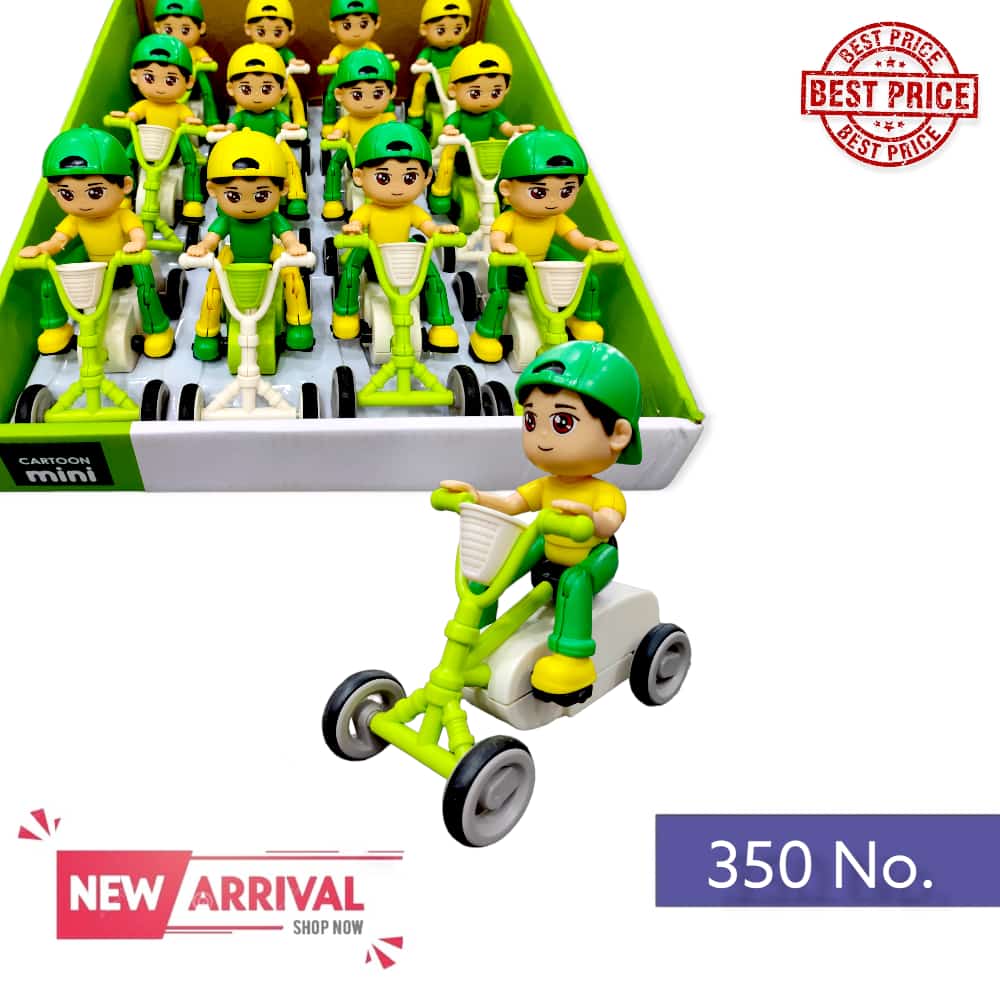 BEST PRICE
BEST PRICE
BEST PRICE
CARTOON
mini
350 No.
NEW ARRIVAL
SHOP NOW